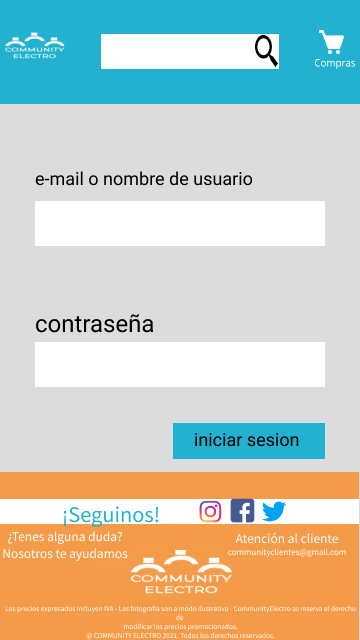 COMMUNITY
ELECTRO
Compras
e-mail o nombre de usuario
contraseña
iniciar sesion
¡Seguinos!
¿Tenes alguna duda?
Nosotros te ayudamos
Atención al cliente
communityclientes@gmail.com
COMMUNITY
ELECTRO
Los precios expresados incluyen IVA - Las fotografia son a modo ilustrativo - CommunityElectro se reserva el derecho
de
modificar los precios promocionados.
@ COMMUNITY ELECTRO 2021. Todos los derechos reservados.